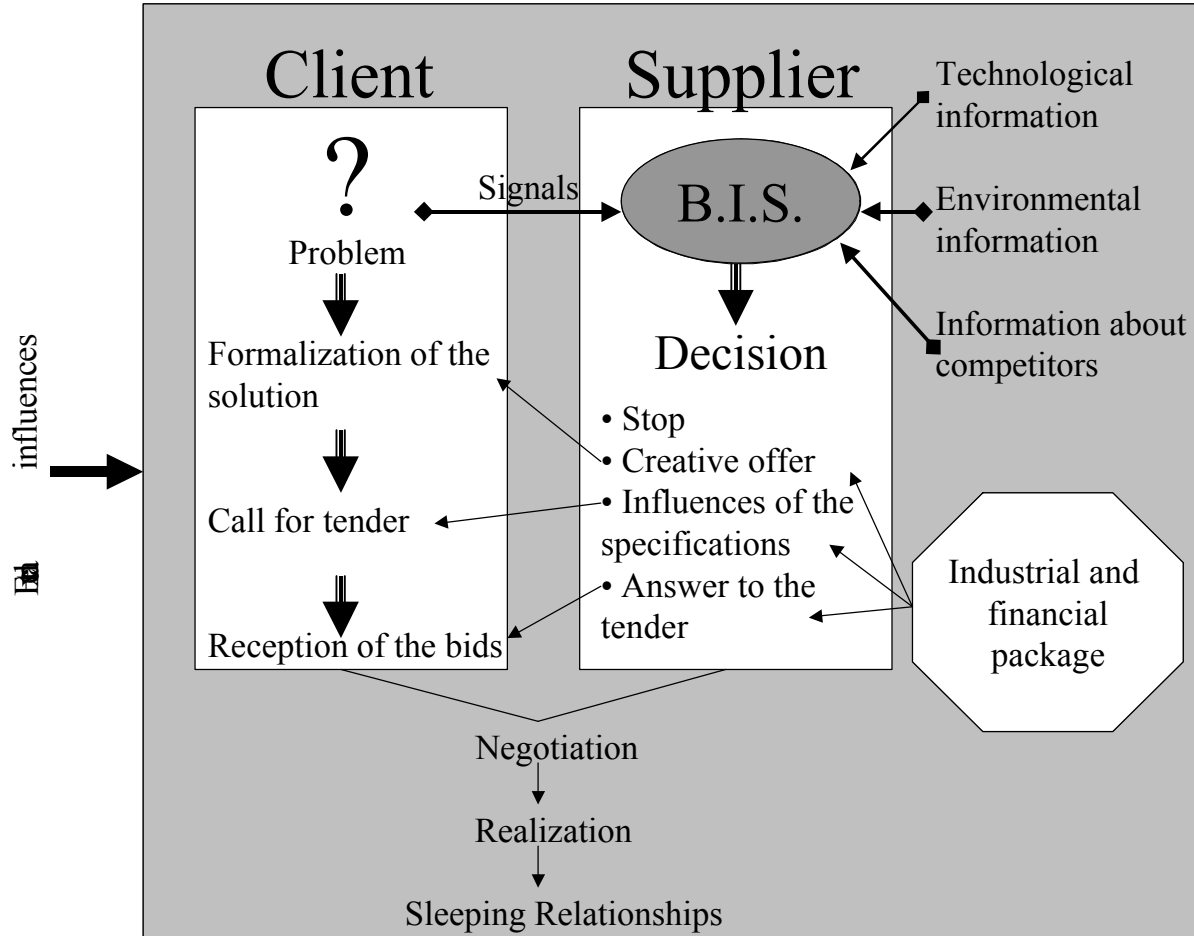 Client
Supplier
?
Problem
Signals
B.I.S.
Technological
information
Environmental
information
Information about
competitors
Formalization of the
solution
Call for tender
Reception of the bids
Decision
• Stop
• Creative offer
• Influences of the
specifications
• Answer to the
tender
Industrial and
financial
package
influences
Negotiation
Realization
Sleeping Relationships